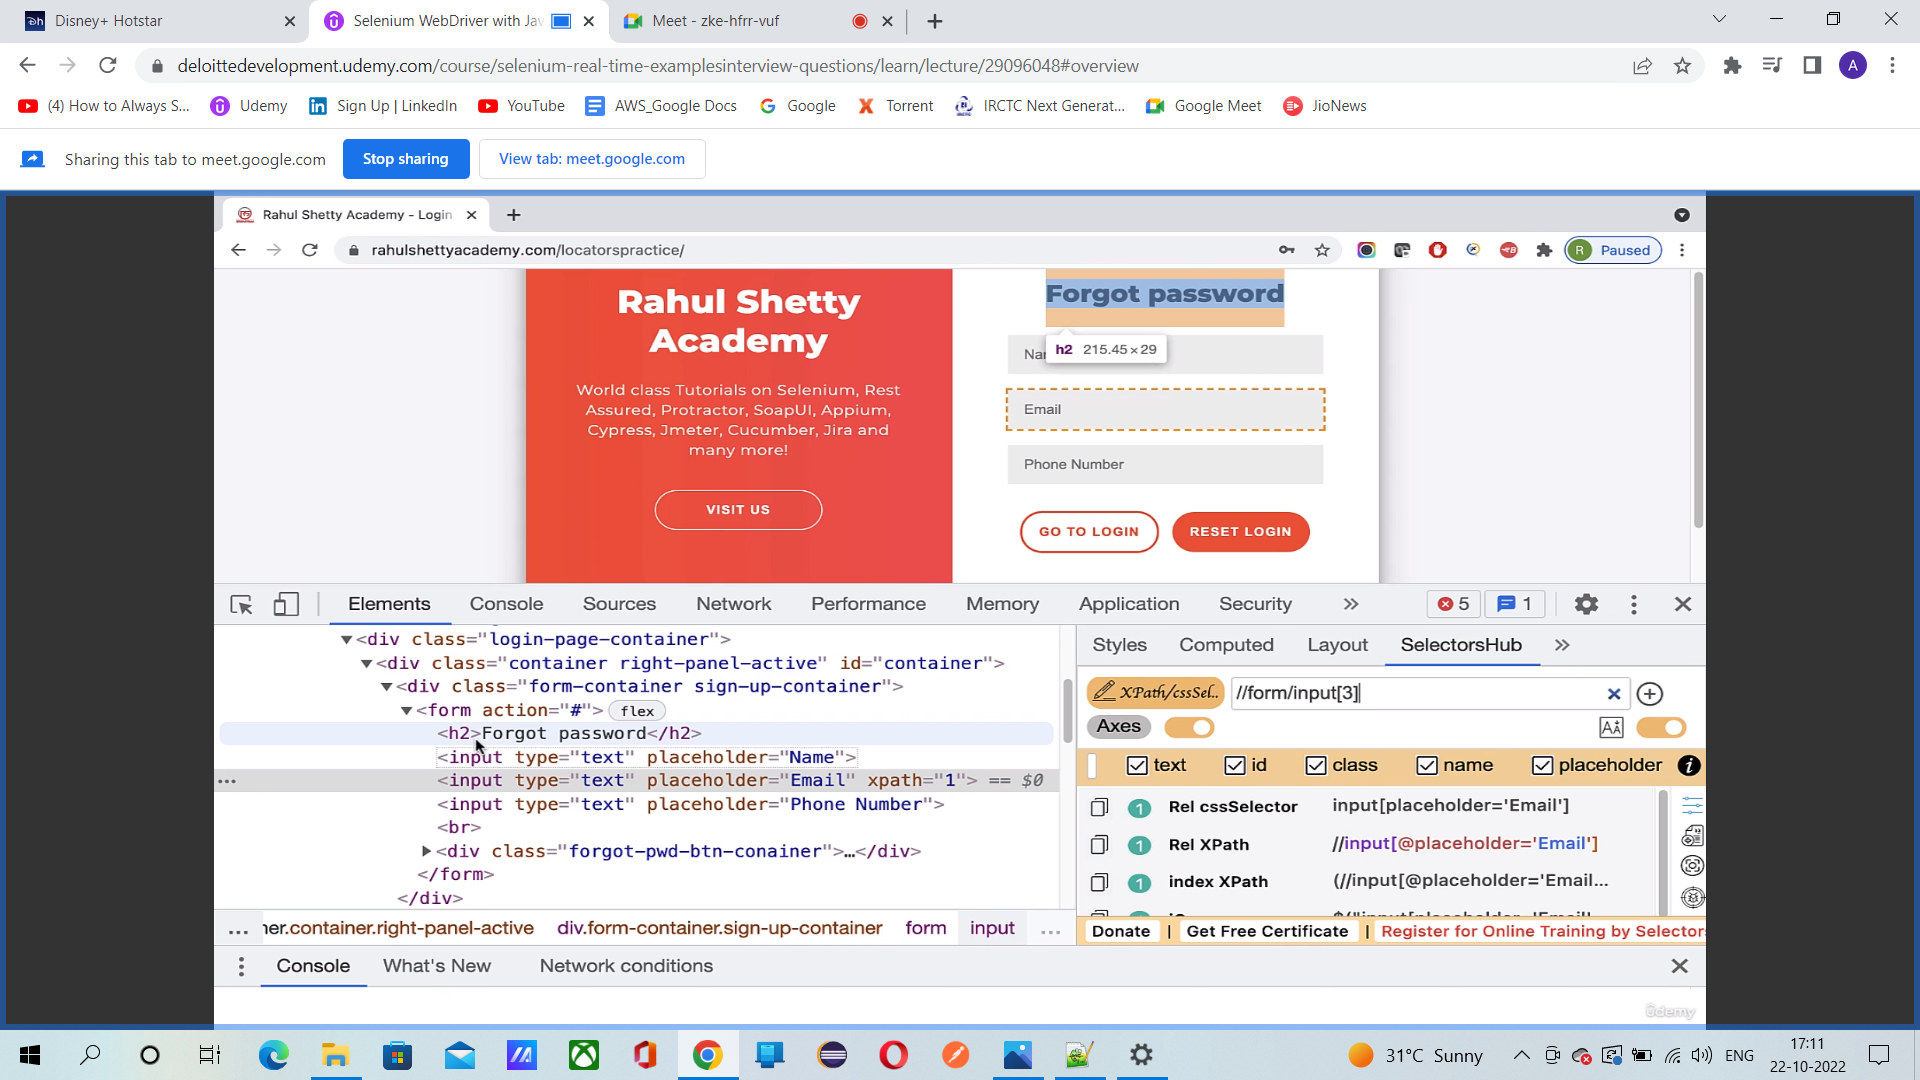 Disney+ Hotstar
Selenium WebDriver with Jav
Meet - zke-hfrr-vuf
deloittedevelopment.udemy.com/course/selenium-real-time-examplesinterview-questions/learn/lecture/29096048#overview
A
(4) How to Always S...
Udemy
Sign Up | LinkedIn
YouTube
AWS_Google Docs
Google
Torrent
IRCTC Next Generat...
Google Meet
JioNews
Sharing this tab to meet.google.com
Stop sharing
View tab: meet.google.com
Rahul Shetty Academy - Login
rahulshettyacademy.com/locatorspractice/
R Paused
Rahul Shetty
Academy
World class Tutorials on Selenium, Rest
Assured, Protractor, SoapUI, Appium,
Cypress, Jmeter, Cucumber, Jira and
many more!
VISIT US
Forgot password
h2 215.45×29
Email
Phone Number
GO TO LOGIN
RESET LOGIN
Elements
Console
Sources
Network
Performance
Memory
Application
Security
5
1
<div class="login-page-container">
<div class="container right-panel-active" id="container">
<div class="form-container sign-up-container">
<form action="#"> flex
<h2>Forgot password</h2>
<input type="text" placeholder="Name">
<input type="text" placeholder="Email" xpath="1"> == $0
<input type="text" placeholder="Phone Number">
<br>
<div class="forgot-pwd-btn-conainer">…</div>
</form>
</div>
... ner.container.right-panel-active div.form-container.sign-up-container form input ...
Styles
Computed
Layout
SelectorsHub
XPath/cssSel..
//form/input[3]
Axes
text
id
class
name
placeholder
1 Rel cssSelector input[placeholder='Email']
1 Rel XPath //input[@placeholder='Email']
1 index XPath (//input[@placeholder='Email...
Donate | Get Free Certificate | Register for Online Training by Selector
Console
What's New
Network conditions
ûdemy
31°C Sunny
ENG
17:11
22-10-2022